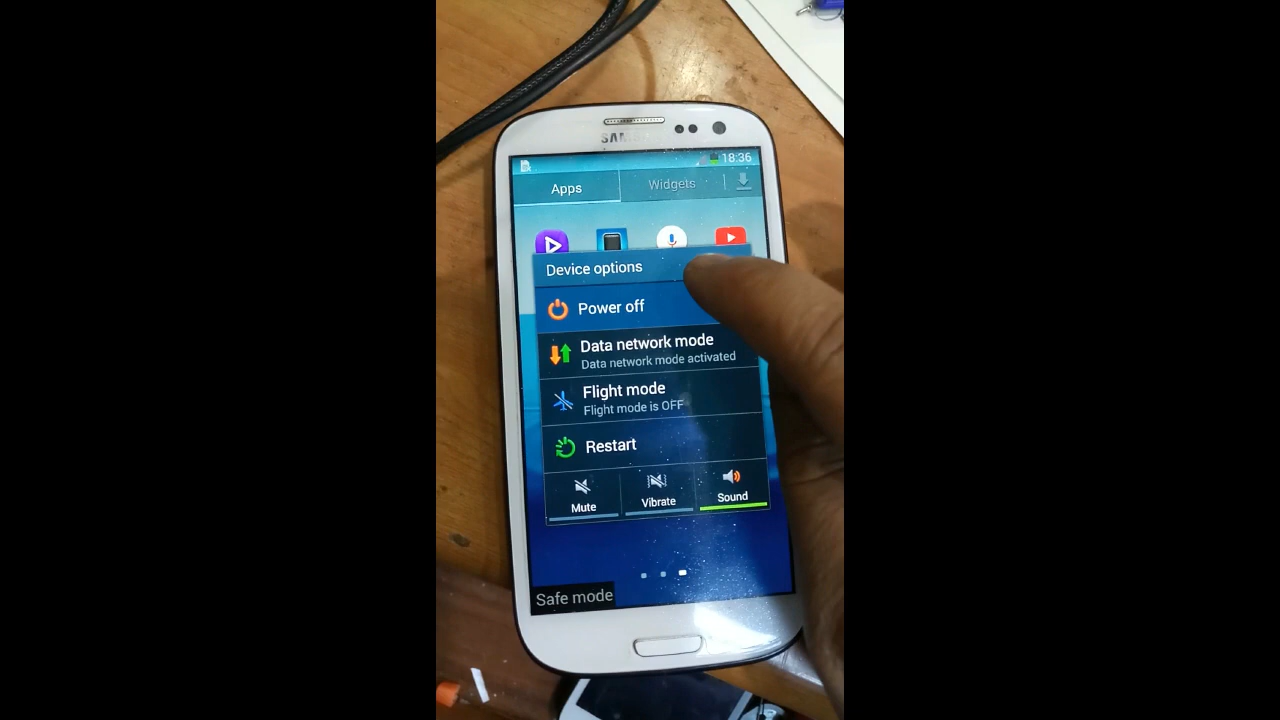 SAMSUNG
18:36
Apps
Widgets
Device options
Power off
Data network mode
Data network mode activated
Flight mode
Flight mode is OFF
Restart
Mute
Vibrate
Sound
Safe mode